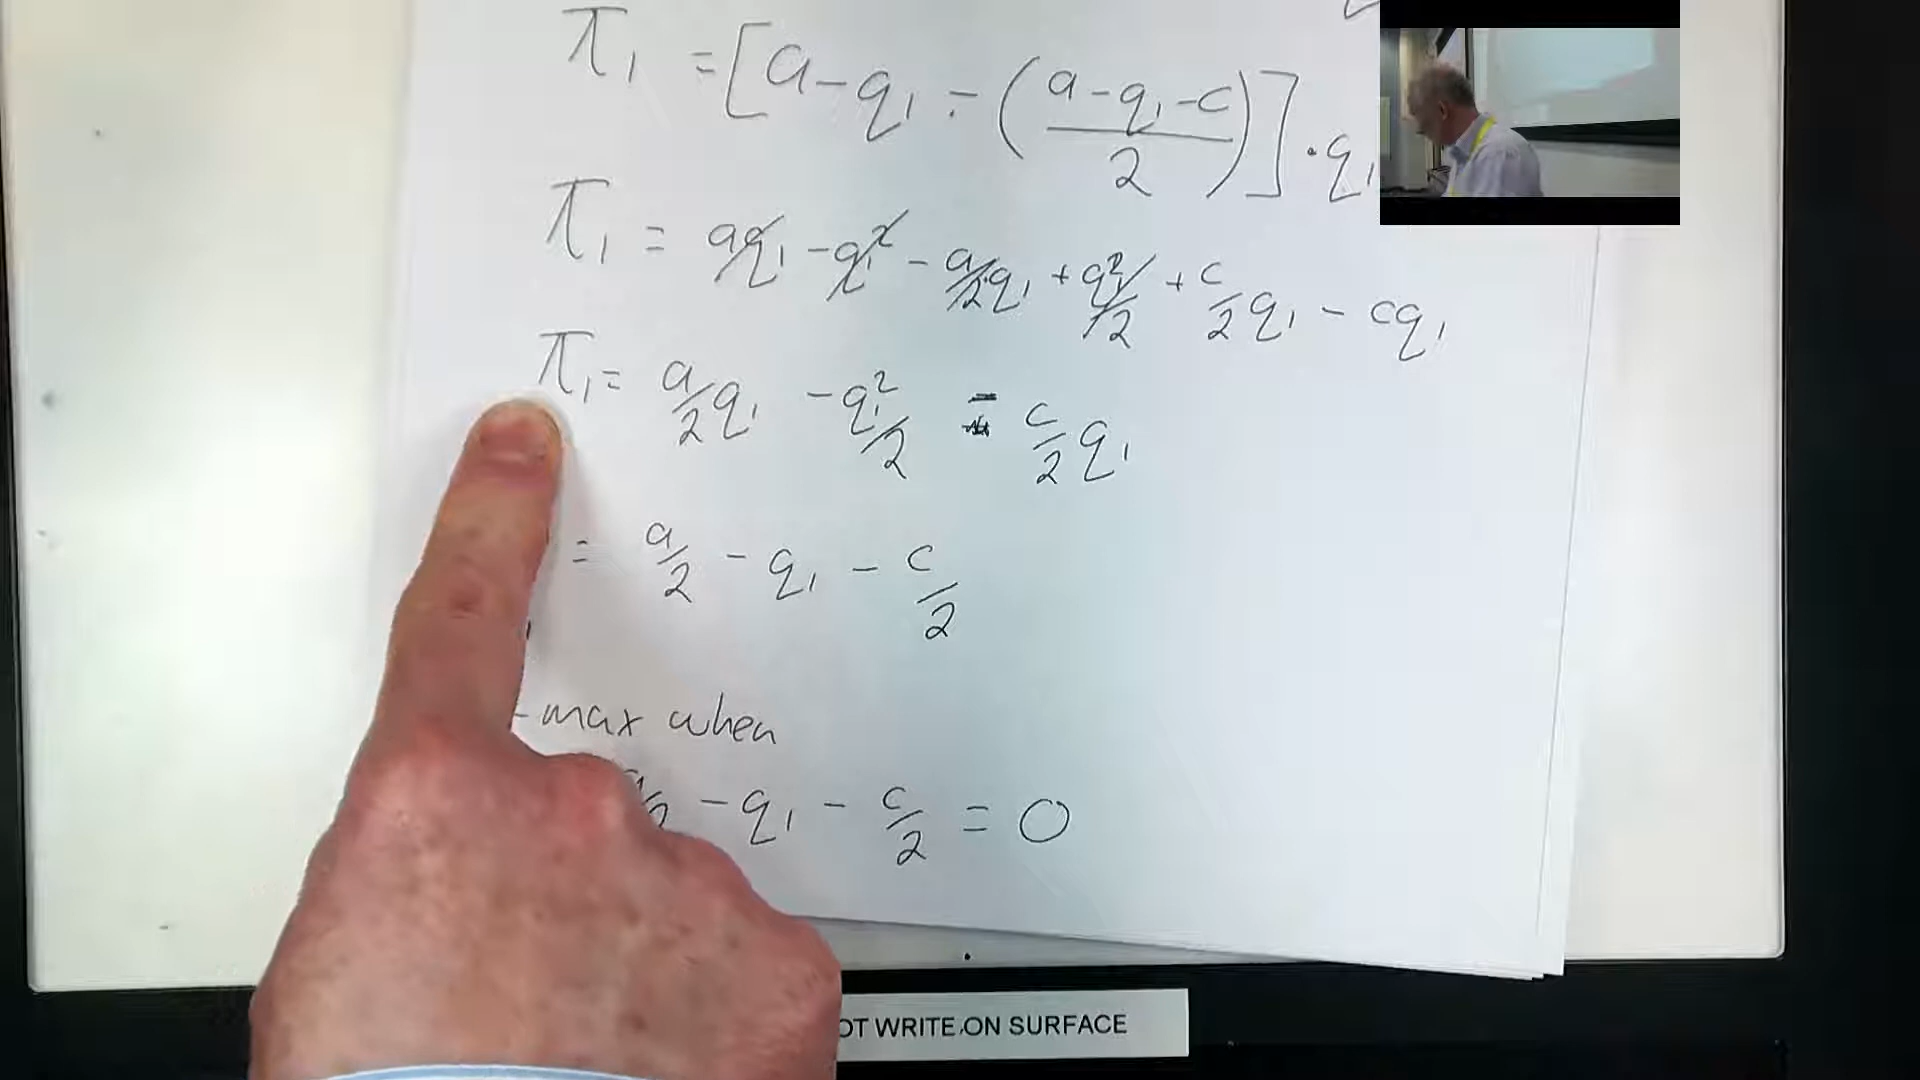 π₁ = [a - q₁ - (a - q₁ - c / 2)] · q₁
π₁ = aq₁ - q₁² - a/2 q₁ + q₁²/2 + c/2 q₁ - cq₁
π₁ = a/2 q₁ - q₁²/2 - c/2 q₁
= a/2 - q₁ - c/2
- max when
a/2 - q₁ - c/2 = 0
OT WRITE ON SURFACE